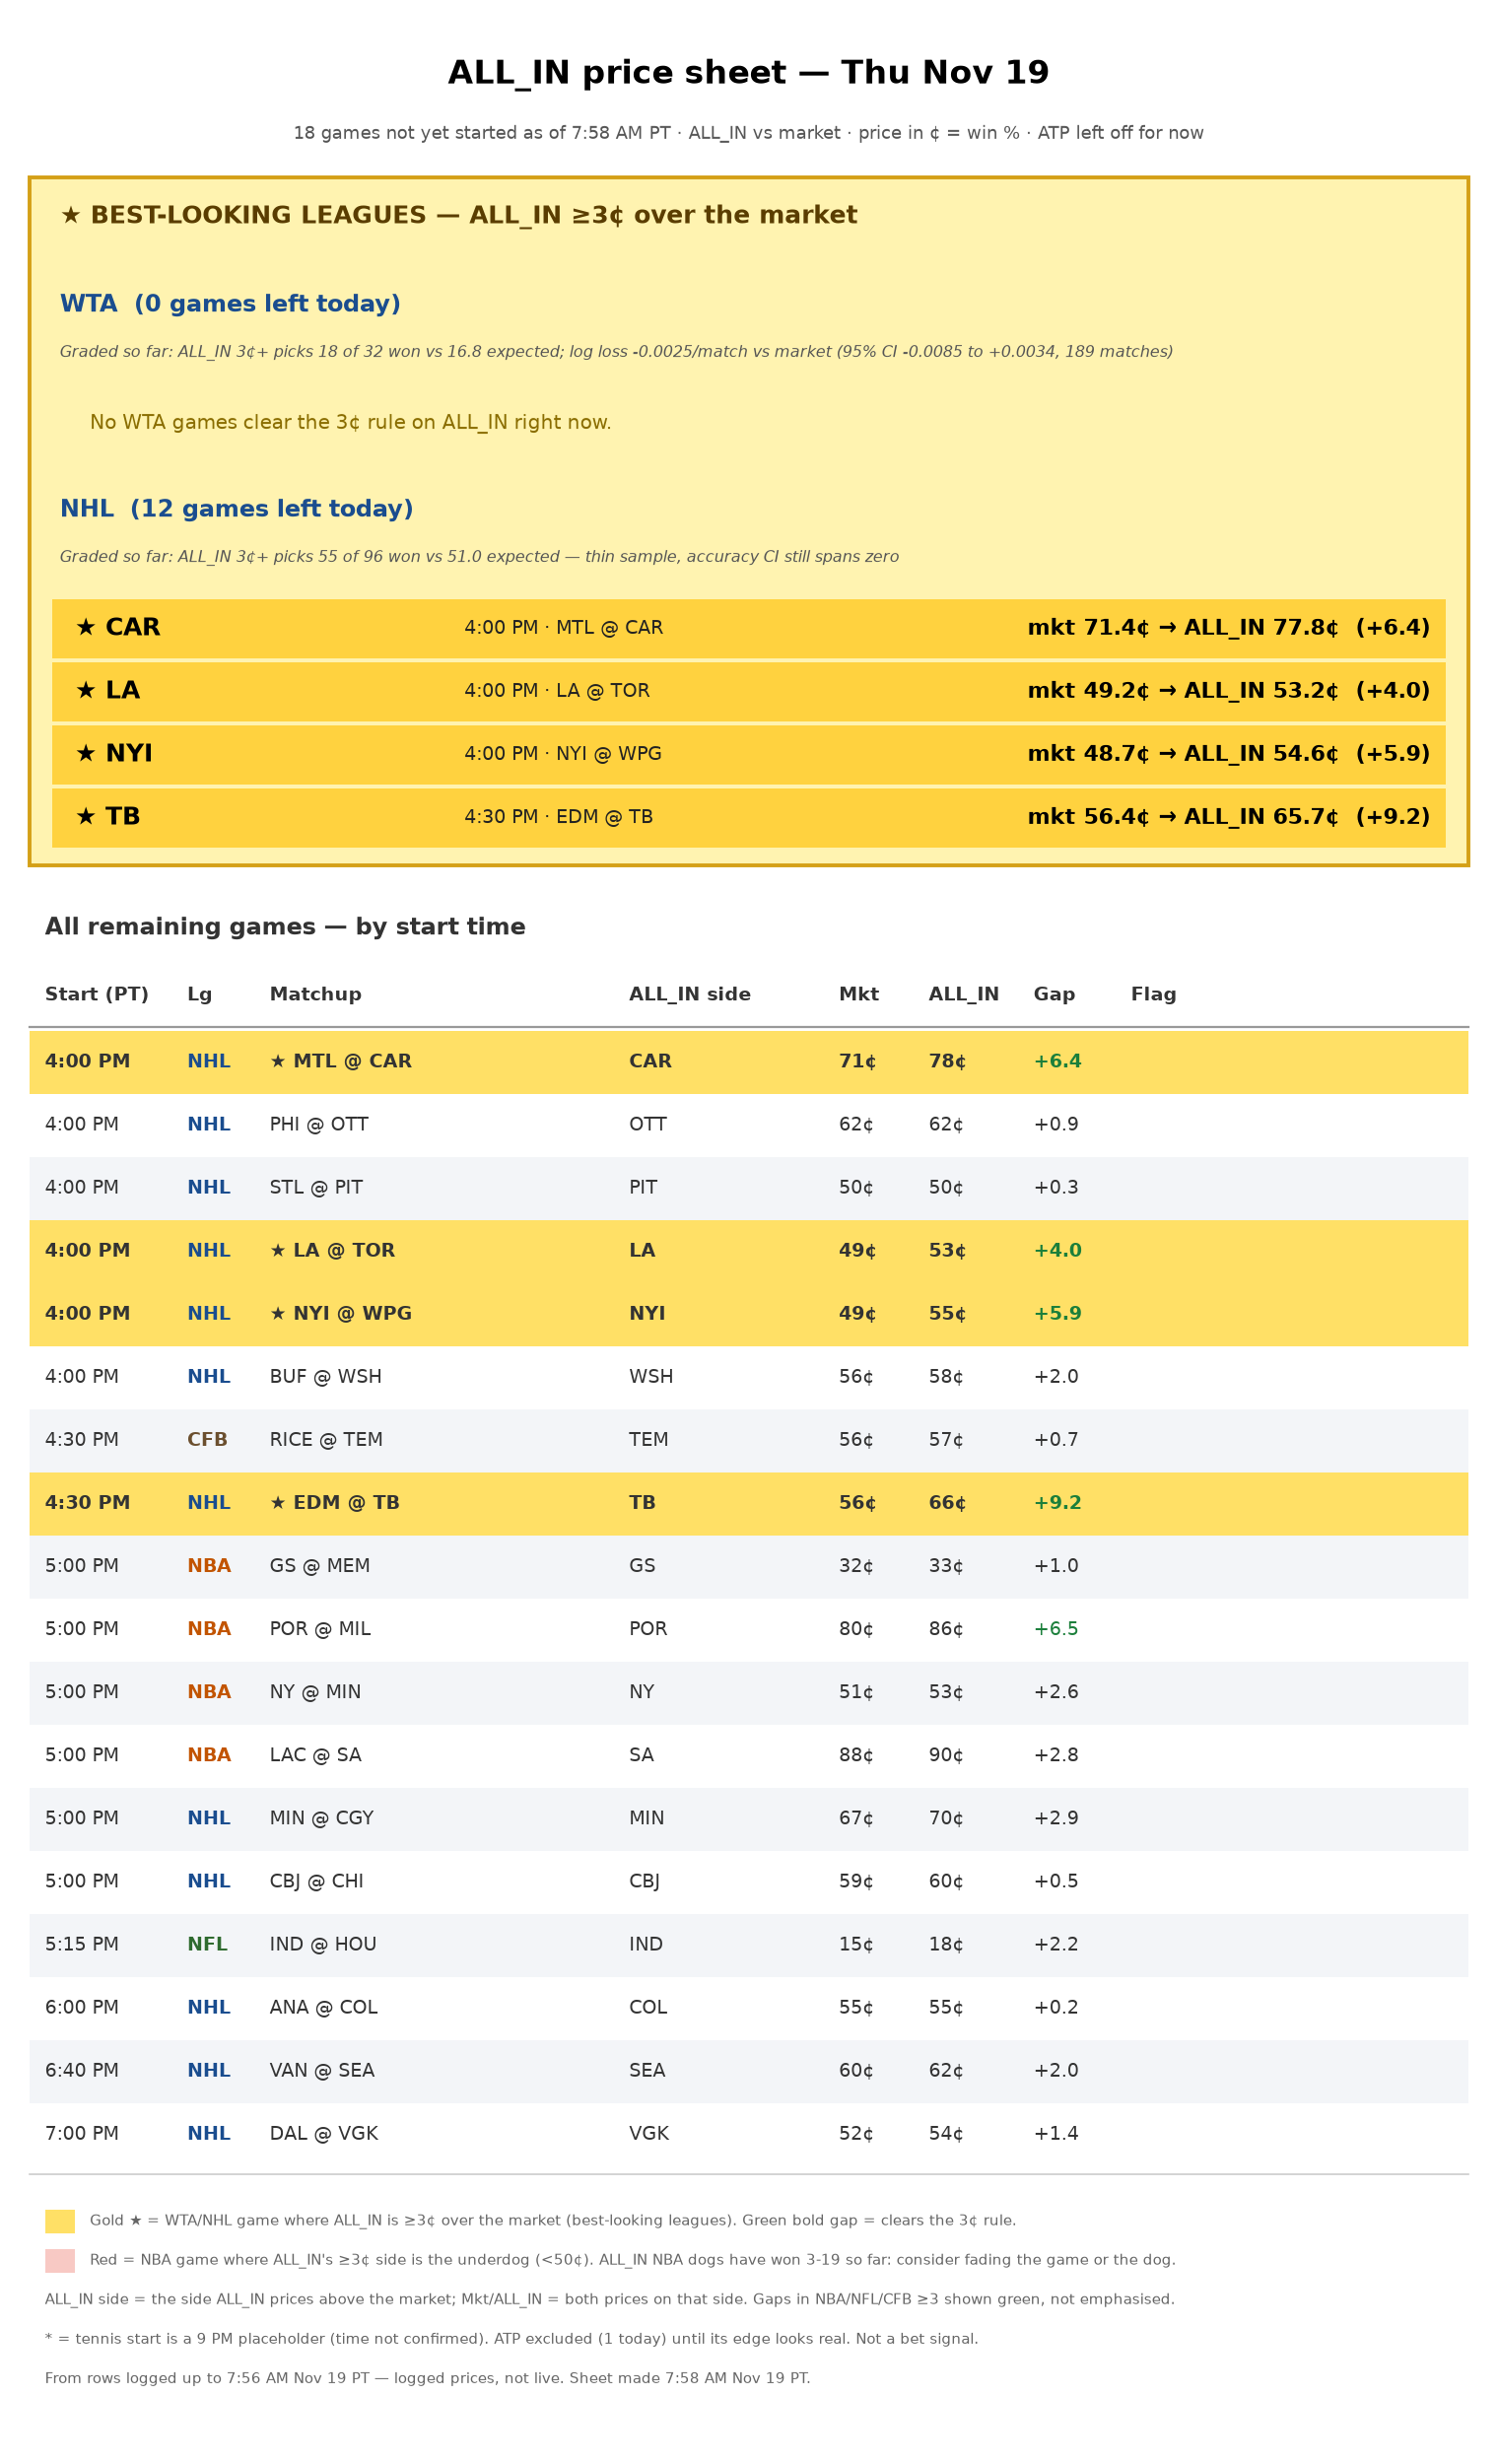 ALL_IN price sheet — Thu Nov 19
18 games not yet started as of 7:58 AM PT · ALL_IN vs market · price in ¢ = win % · ATP left off for now
★ BEST-LOOKING LEAGUES — ALL_IN ≥3¢ over the market
WTA (0 games left today)
Graded so far: ALL_IN 3¢+ picks 18 of 32 won vs 16.8 expected; log loss -0.0025/match vs market (95% CI -0.0085 to +0.0034, 189 matches)
No WTA games clear the 3¢ rule on ALL_IN right now.
NHL (12 games left today)
Graded so far: ALL_IN 3¢+ picks 55 of 96 won vs 51.0 expected — thin sample, accuracy CI still spans zero
★ CAR 4:00 PM · MTL @ CAR mkt 71.4¢ → ALL_IN 77.8¢ (+6.4)
★ LA 4:00 PM · LA @ TOR mkt 49.2¢ → ALL_IN 53.2¢ (+4.0)
★ NYI 4:00 PM · NYI @ WPG mkt 48.7¢ → ALL_IN 54.6¢ (+5.9)
★ TB 4:30 PM · EDM @ TB mkt 56.4¢ → ALL_IN 65.7¢ (+9.2)
All remaining games — by start time
Start (PT) Lg Matchup ALL_IN side Mkt ALL_IN Gap Flag
4:00 PM NHL ★ MTL @ CAR CAR 71¢ 78¢ +6.4
4:00 PM NHL PHI @ OTT OTT 62¢ 62¢ +0.9
4:00 PM NHL STL @ PIT PIT 50¢ 50¢ +0.3
4:00 PM NHL ★ LA @ TOR LA 49¢ 53¢ +4.0
4:00 PM NHL ★ NYI @ WPG NYI 49¢ 55¢ +5.9
4:00 PM NHL BUF @ WSH WSH 56¢ 58¢ +2.0
4:30 PM CFB RICE @ TEM TEM 56¢ 57¢ +0.7
4:30 PM NHL ★ EDM @ TB TB 56¢ 66¢ +9.2
5:00 PM NBA GS @ MEM GS 32¢ 33¢ +1.0
5:00 PM NBA POR @ MIL POR 80¢ 86¢ +6.5
5:00 PM NBA NY @ MIN NY 51¢ 53¢ +2.6
5:00 PM NBA LAC @ SA SA 88¢ 90¢ +2.8
5:00 PM NHL MIN @ CGY MIN 67¢ 70¢ +2.9
5:00 PM NHL CBJ @ CHI CBJ 59¢ 60¢ +0.5
5:15 PM NFL IND @ HOU IND 15¢ 18¢ +2.2
6:00 PM NHL ANA @ COL COL 55¢ 55¢ +0.2
6:40 PM NHL VAN @ SEA SEA 60¢ 62¢ +2.0
7:00 PM NHL DAL @ VGK VGK 52¢ 54¢ +1.4
Gold ★ = WTA/NHL game where ALL_IN is ≥3¢ over the market (best-looking leagues). Green bold gap = clears the 3¢ rule.
Red = NBA game where ALL_IN's ≥3¢ side is the underdog (<50¢). ALL_IN NBA dogs have won 3-19 so far: consider fading the game or the dog.
ALL_IN side = the side ALL_IN prices above the market; Mkt/ALL_IN = both prices on that side. Gaps in NBA/NFL/CFB ≥3 shown green, not emphasised.
* = tennis start is a 9 PM placeholder (time not confirmed). ATP excluded (1 today) until its edge looks real. Not a bet signal.
From rows logged up to 7:56 AM Nov 19 PT — logged prices, not live. Sheet made 7:58 AM Nov 19 PT.